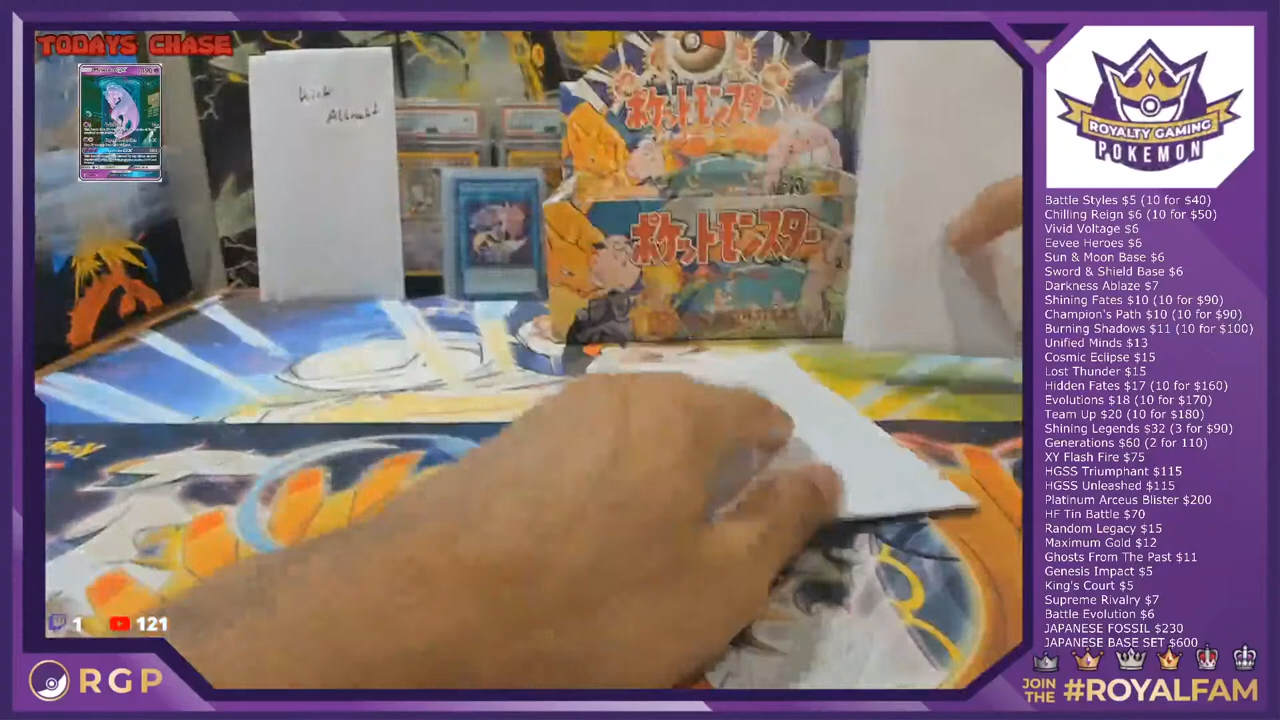 TODAYS CHASE
ポケットモンスター
ポケットモンスター
ROYALTY GAMING
POKEMON
Battle Styles $5 (10 for $40)
Chilling Reign $6 (10 for $50)
Vivid Voltage $6
Eevee Heroes $6
Sun & Moon Base $6
Sword & Shield Base $6
Darkness Ablaze $7
Shining Fates $10 (10 for $90)
Champion's Path $10 (10 for $90)
Burning Shadows $11 (10 for $100)
Unified Minds $13
Cosmic Eclipse $15
Lost Thunder $15
Hidden Fates $17 (10 for $160)
Evolutions $18 (10 for $170)
Team Up $20 (10 for $180)
Shining Legends $32 (3 for $90)
Generations $60 (2 for 110)
XY Flash Fire $75
HGSS Triumphant $115
HGSS Unleashed $115
Platinum Arceus Blister $200
HF Tin Battle $70
Random Legacy $15
Maximum Gold $12
Ghosts From The Past $11
Genesis Impact $5
King's Court $5
Supreme Rivalry $7
Battle Evolution $6
JAPANESE FOSSIL $230
JAPANESE BASE SET $600
1
121
RGP
JOIN THE #ROYALFAM